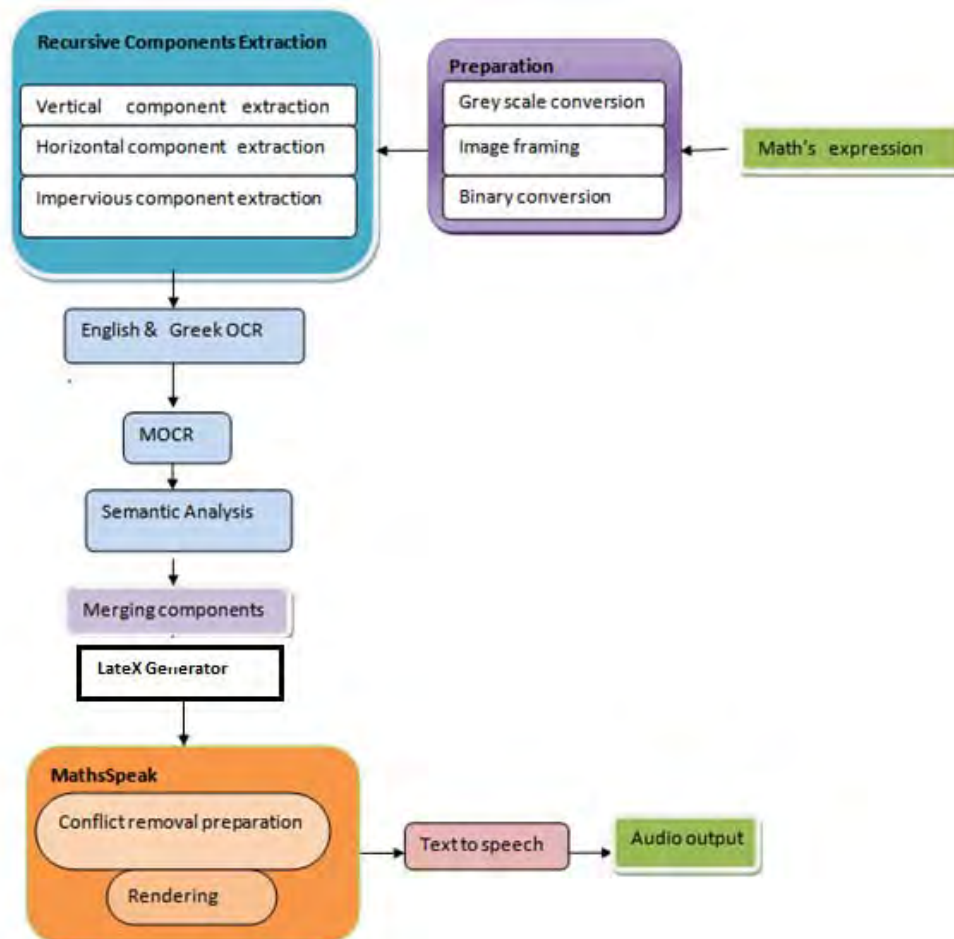 Recursive Components Extraction
Vertical component extraction
Horizontal component extraction
Impervious component extraction
Preparation
Grey scale conversion
Image framing
Binary conversion
Math's expression
English & Greek OCR
MOCR
Semantic Analysis
Merging components
LateX Generator
MathsSpeak
Conflict removal preparation
Rendering
Text to speech
Audio output